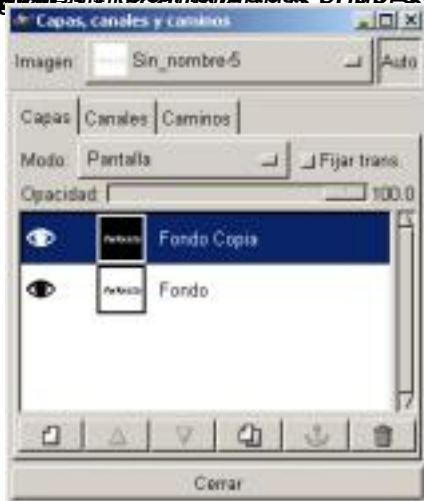 Capas, canales y caminos
Imagen: Sin_nombre-5 Auto
Capas Canales Caminos
Modo: Pantalla Fijar trans.
Opacidad: 100.0
Fondo Copia
Fondo
Cerrar